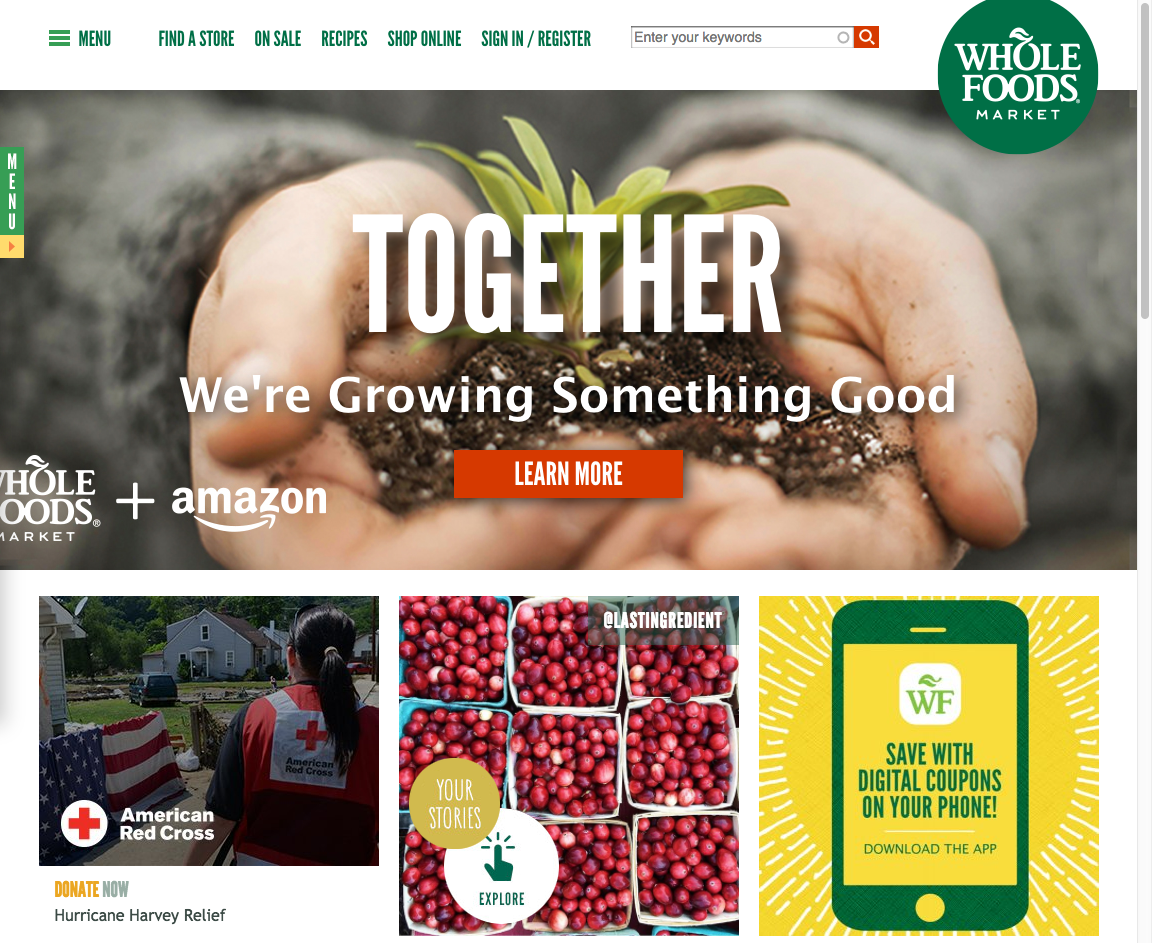 MENU
FIND A STORE
ON SALE
RECIPES
SHOP ONLINE
SIGN IN / REGISTER
Enter your keywords
WHOLE
FOODS
MARKET
MENU
TOGETHER
We're Growing Something Good
LEARN MORE
WHOLE
FOODS®
MARKET
+ amazon
American
Red Cross
American
Red Cross
DONATE NOW
Hurricane Harvey Relief
@LASTINGREDIENT
YOUR
STORIES
EXPLORE
WF
SAVE WITH
DIGITAL COUPONS
ON YOUR PHONE!
DOWNLOAD THE APP